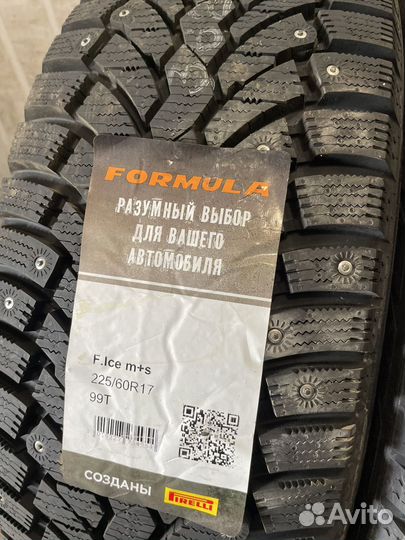 FORMULA
РАЗУМНЫЙ ВЫБОР
ДЛЯ ВАШЕГО
АВТОМОБИЛЯ
F.Ice m+s
225/60R17
99T
СОЗДАНЫ PIRELLI
Avito